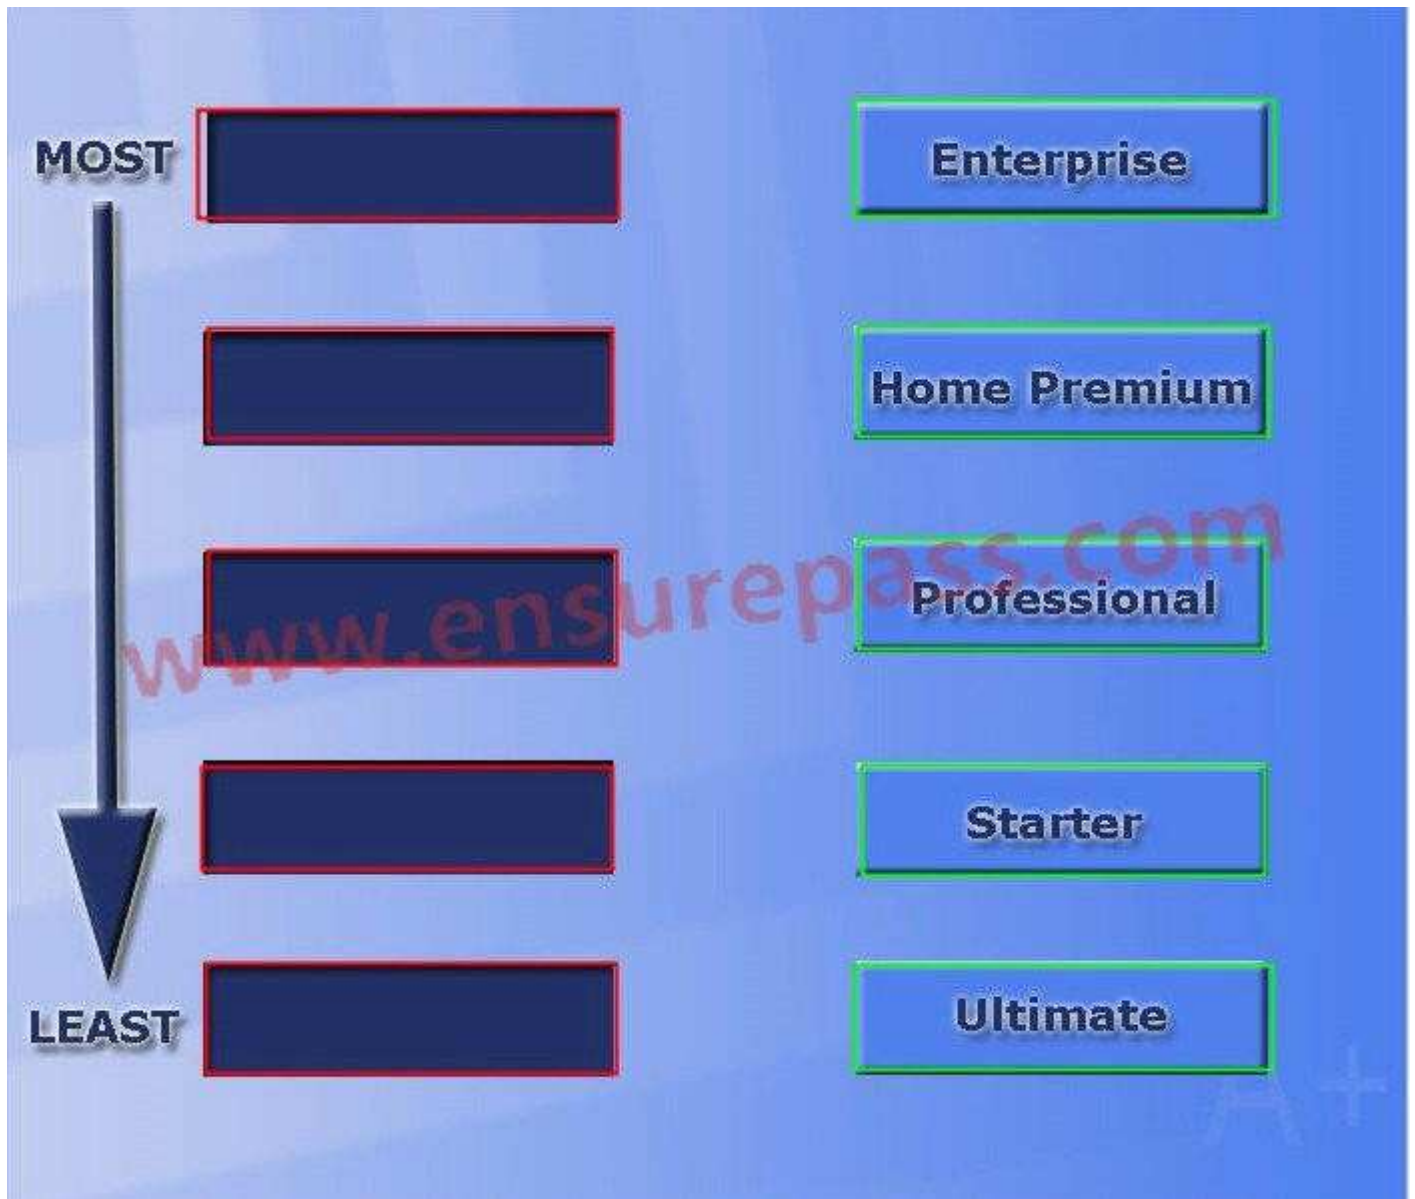 MOST
Enterprise
Home Premium
www.ensurepass.com
Professional
Starter
LEAST
Ultimate
A+